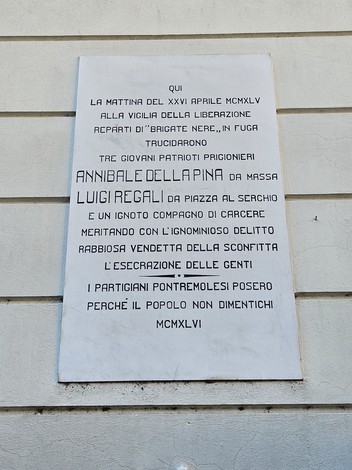 QUI
LA MATTINA DEL XXVI APRILE MCMXLV
ALLA VIGILIA DELLA LIBERAZIONE
REPARTI DI "BRIGATE NERE,, IN FUGA
TRUCIDARONO
TRE GIOVANI PATRIOTI PRIGIONIERI
ANNIBALE DELLA PINA DA MASSA
LUIGI REGALI DA PIAZZA AL SERCHIO
E UN IGNOTO COMPAGNO DI CARCERE
MERITANDO CON L'IGNOMINIOSO DELITTO
RABBIOSA VENDETTA DELLA SCONFITTA
L'ESECRAZIONE DELLE GENTI
I PARTIGIANI PONTREMOLESI POSERO
PERCHÉ IL POPOLO NON DIMENTICHI
MCMXLVI